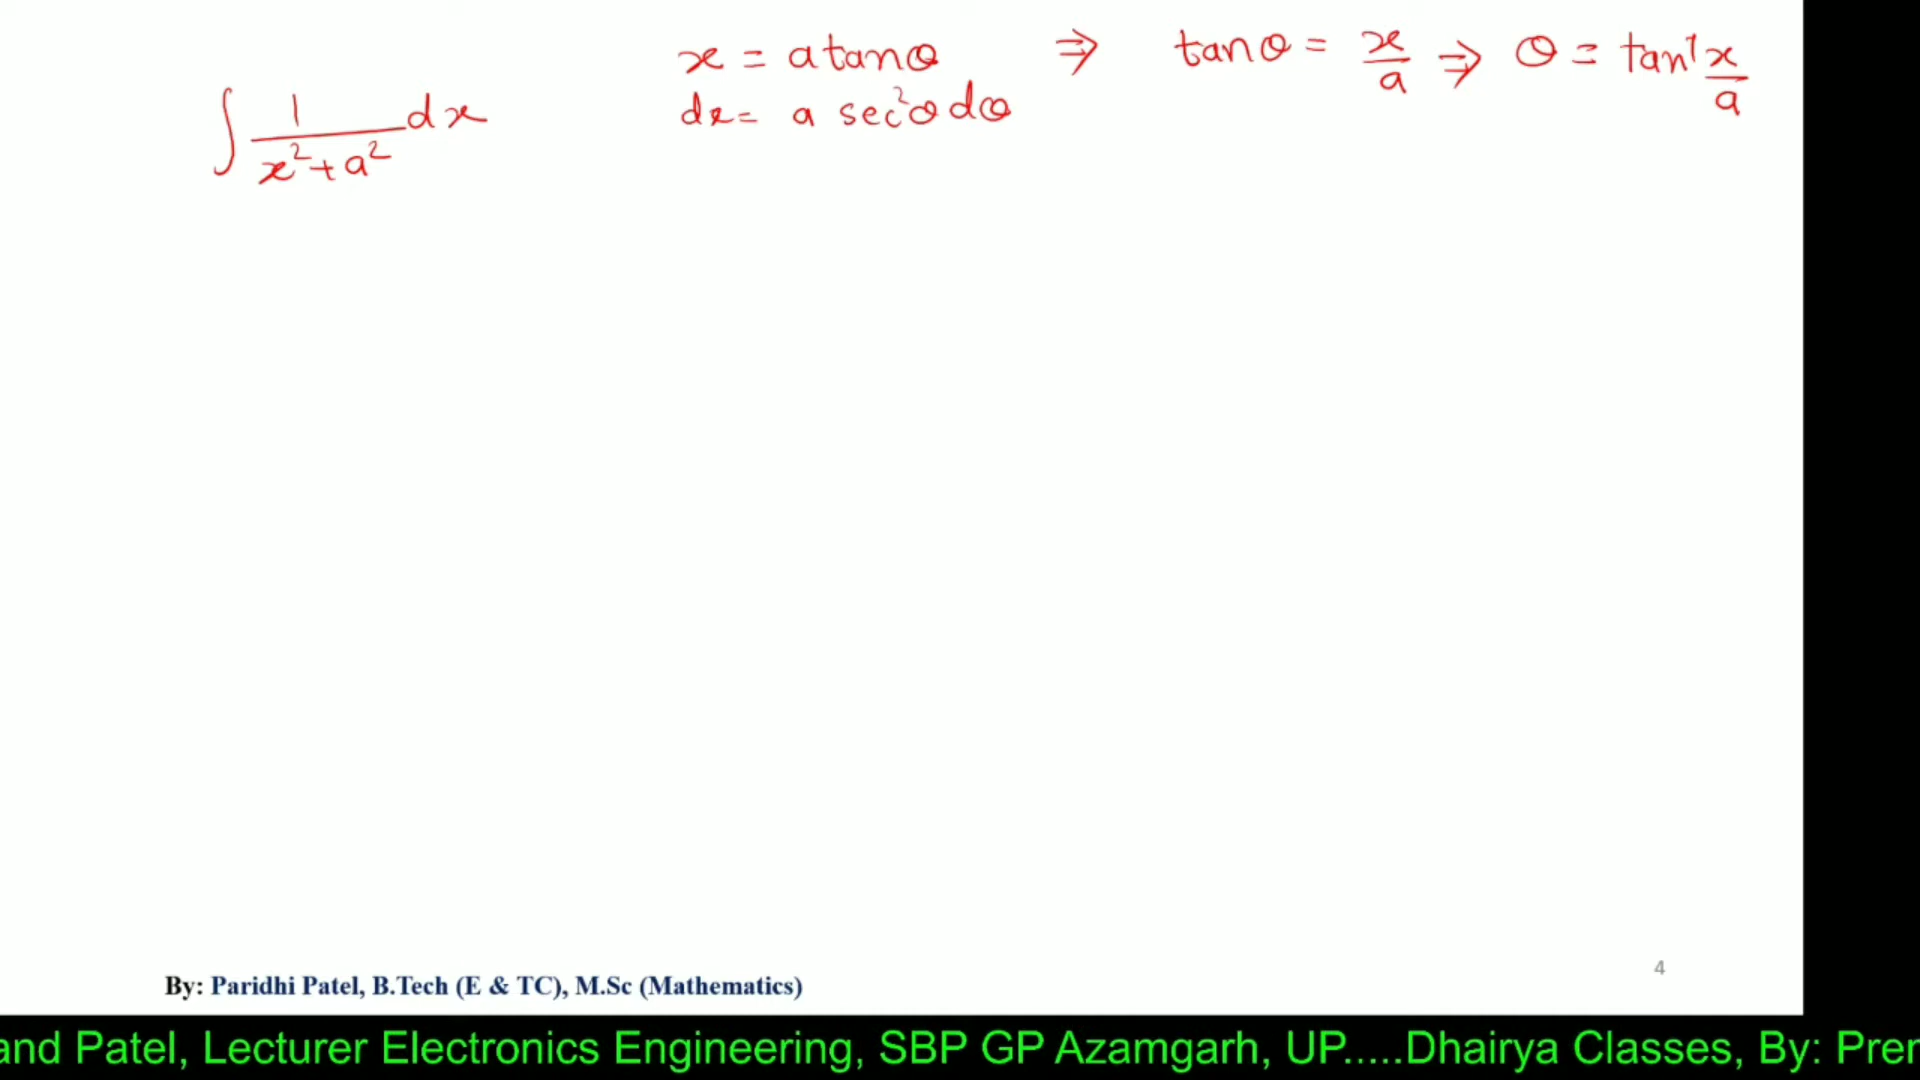 x = a tanθ ⇒ tanθ = x/a ⇒ θ = tan⁻¹ x/a
∫ 1/(x²+a²) dx
dx = a sec²θ dθ
By: Paridhi Patel, B.Tech (E & TC), M.Sc (Mathematics)
4
and Patel, Lecturer Electronics Engineering, SBP GP Azamgarh, UP.....Dhairya Classes, By: Prer